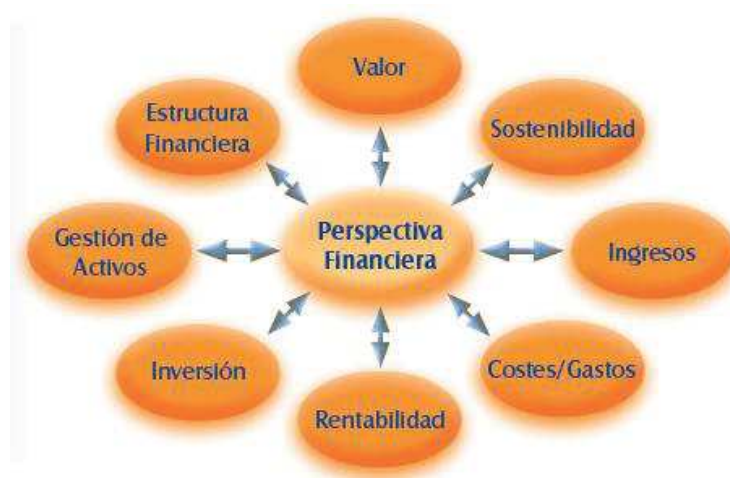 Valor
Estructura
Financiera
Sostenibilidad
Perspectiva
Financiera
Gestión de
Activos
Ingresos
Inversión
Costes/Gastos
Rentabilidad